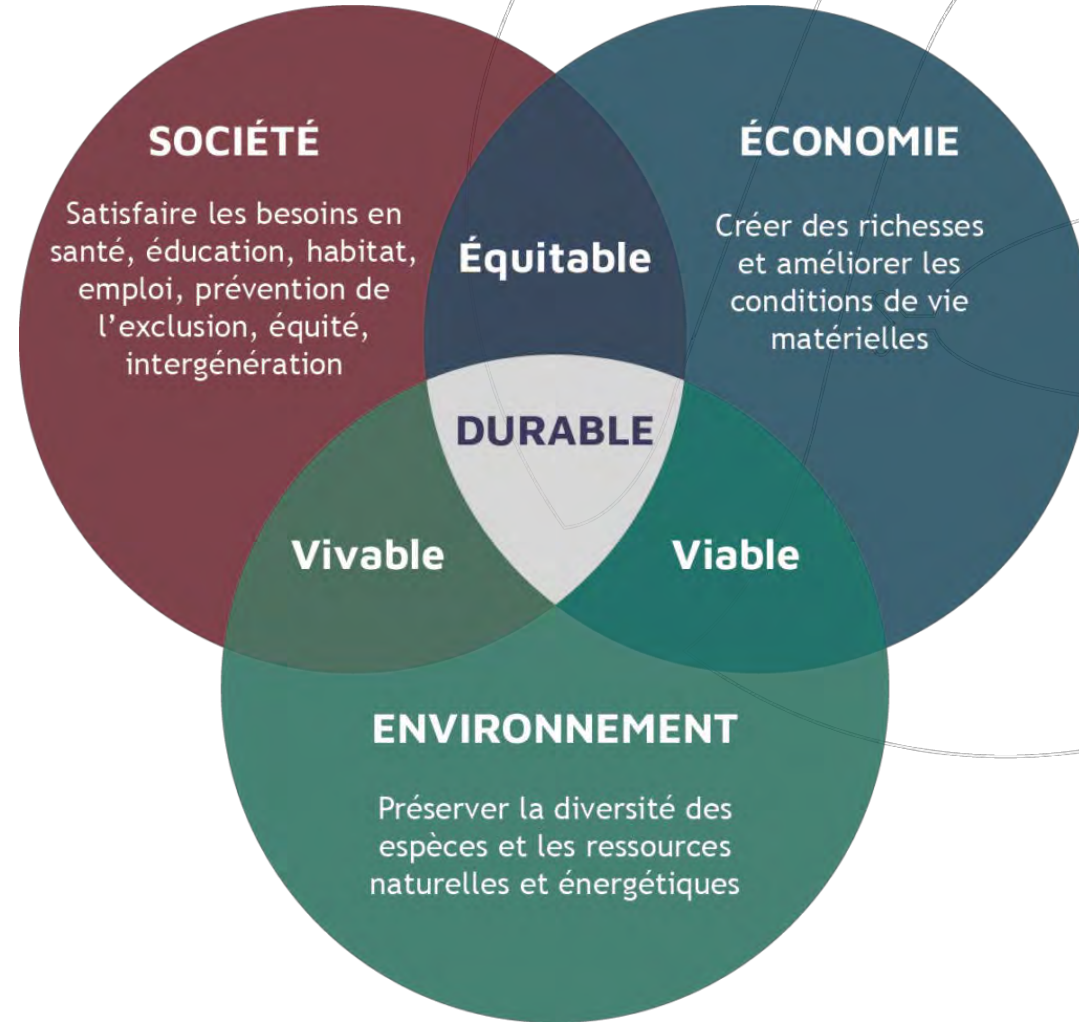 SOCIÉTÉ
Satisfaire les besoins en
santé, éducation, habitat,
emploi, prévention de
l’exclusion, équité,
intergénération
Équitable
ÉCONOMIE
Créer des richesses
et améliorer les
conditions de vie
matérielles
DURABLE
Vivable
Viable
ENVIRONNEMENT
Préserver la diversité des
espèces et les ressources
naturelles et énergétiques